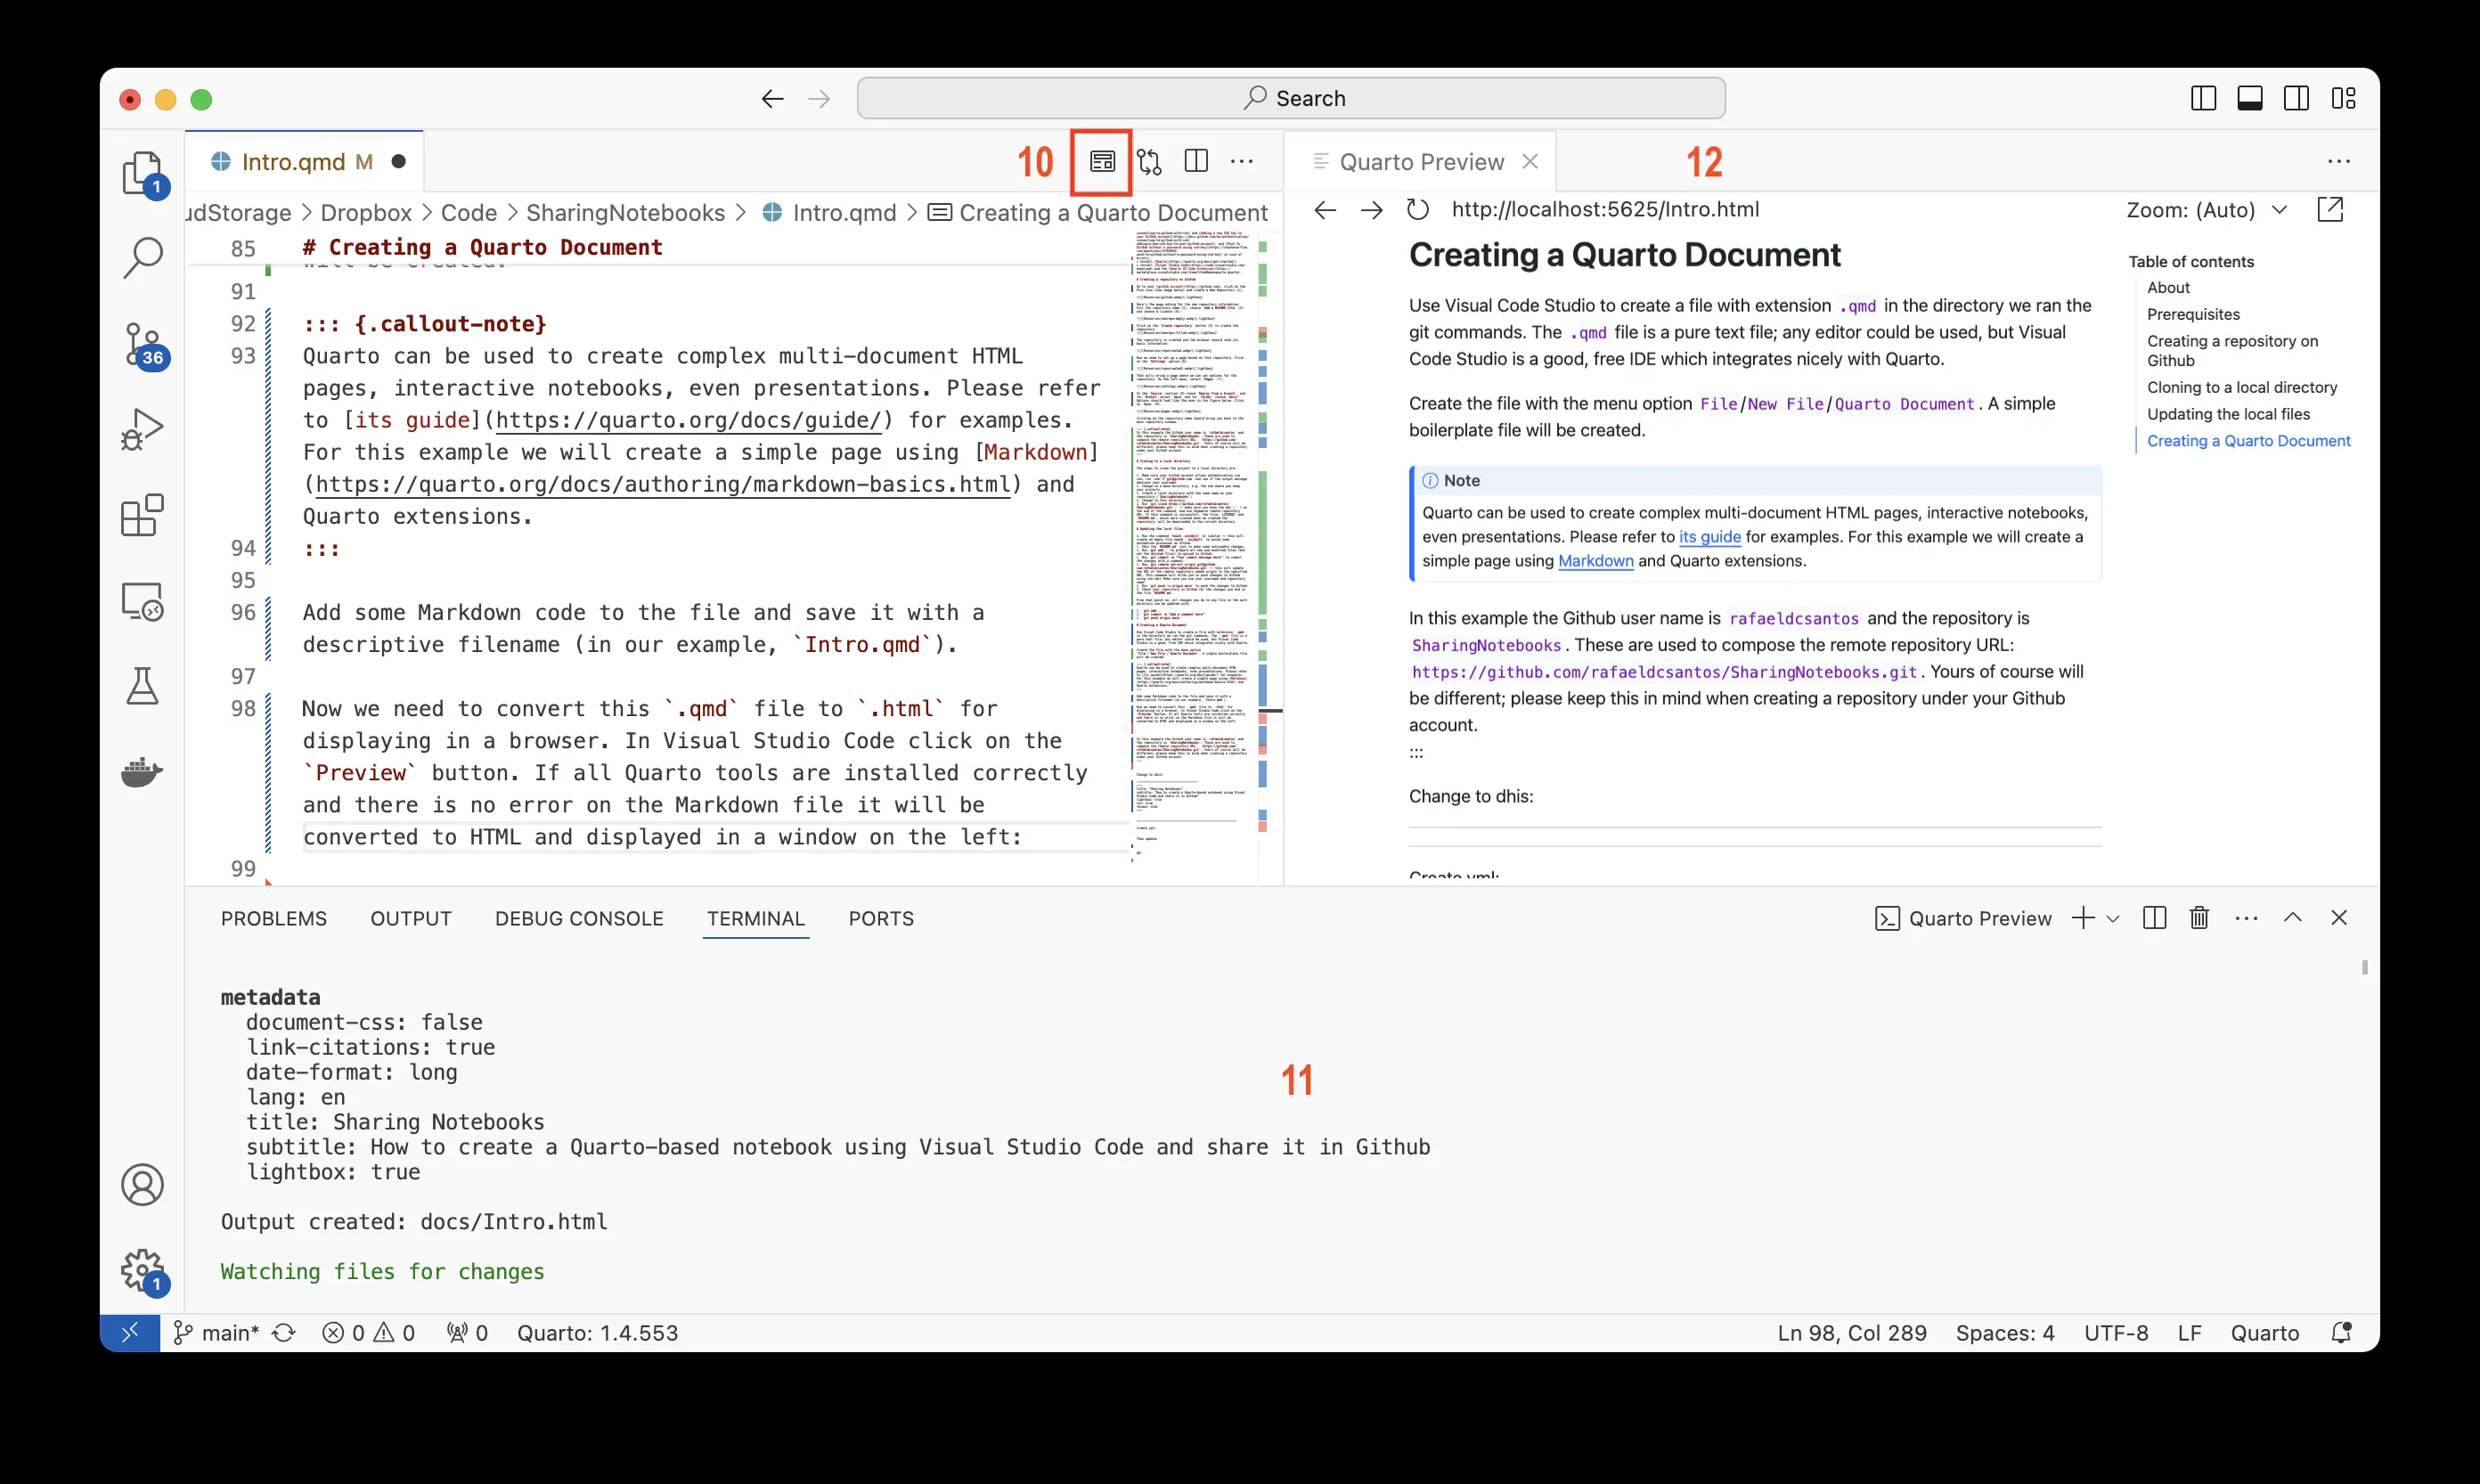 Search
Intro.qmd M
10
Quarto Preview
12
udStorage > Dropbox > Code > SharingNotebooks > Intro.qmd > Creating a Quarto Document
85 # Creating a Quarto Document
will be created.
91
92 ::: {.callout-note}
93 Quarto can be used to create complex multi-document HTML
pages, interactive notebooks, even presentations. Please refer
to [its guide](https://quarto.org/docs/guide/) for examples.
For this example we will create a simple page using [Markdown]
(https://quarto.org/docs/authoring/markdown-basics.html) and
Quarto extensions.
94 :::
95
96 Add some Markdown code to the file and save it with a
descriptive filename (in our example, `Intro.qmd`).
97
98 Now we need to convert this `.qmd` file to `.html` for
displaying in a browser. In Visual Studio Code click on the
`Preview` button. If all Quarto tools are installed correctly
and there is no error on the Markdown file it will be
converted to HTML and displayed in a window on the left:
99
http://localhost:5625/Intro.html
Zoom: (Auto)
Creating a Quarto Document
Use Visual Code Studio to create a file with extension .qmd in the directory we ran the
git commands. The .qmd file is a pure text file; any editor could be used, but Visual
Code Studio is a good, free IDE which integrates nicely with Quarto.
Create the file with the menu option File/New File/Quarto Document. A simple
boilerplate file will be created.
Note
Quarto can be used to create complex multi-document HTML pages, interactive notebooks,
even presentations. Please refer to its guide for examples. For this example we will create a
simple page using Markdown and Quarto extensions.
In this example the Github user name is rafaeldcsantos and the repository is
SharingNotebooks. These are used to compose the remote repository URL:
https://github.com/rafaeldcsantos/SharingNotebooks.git. Yours of course will
be different; please keep this in mind when creating a repository under your Github
account.
:::
Change to dhis:
Create yml:
Table of contents
About
Prerequisites
Creating a repository on
Github
Cloning to a local directory
Updating the local files
Creating a Quarto Document
1
36
1
PROBLEMS OUTPUT DEBUG CONSOLE TERMINAL PORTS
Quarto Preview
metadata
document-css: false
link-citations: true
date-format: long
lang: en
title: Sharing Notebooks
subtitle: How to create a Quarto-based notebook using Visual Studio Code and share it in Github
lightbox: true
11
Output created: docs/Intro.html
Watching files for changes
main* 0 0 0 Quarto: 1.4.553
Ln 98, Col 289 Spaces: 4 UTF-8 LF Quarto